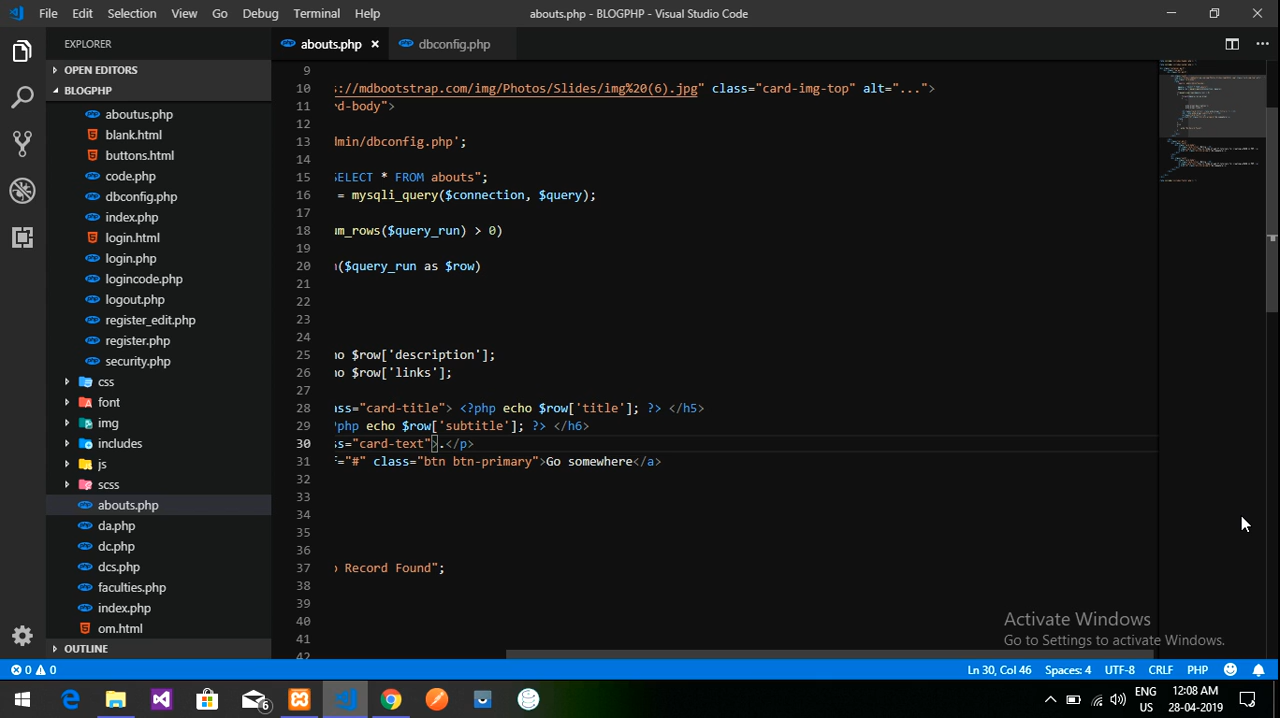 File Edit Selection View Go Debug Terminal Help
abouts.php - BLOGPHP - Visual Studio Code
EXPLORER
OPEN EDITORS
BLOGPHP
aboutus.php
blank.html
buttons.html
code.php
dbconfig.php
index.php
login.html
login.php
logincode.php
logout.php
register_edit.php
register.php
security.php
css
font
img
includes
js
scss
abouts.php
da.php
dc.php
dcs.php
faculties.php
index.php
om.html
OUTLINE
abouts.php × dbconfig.php
9
10 ://mdbootstrap.com/img/Photos/Slides/img%20(6).jpg" class="card-img-top" alt="...">
11 rd-body">
12
13 dmin/dbconfig.php';
14
15 SELECT * FROM abouts";
16 = mysqli_query($connection, $query);
17
18 um_rows($query_run) > 0)
19
20 ($query_run as $row)
21
22
23
24
25 ho $row['description'];
26 ho $row['links'];
27
28 ass="card-title"> <?php echo $row['title']; ?> </h5>
29 ?php echo $row['subtitle']; ?> </h6>
30 ss="card-text">.</p>
31 f="#" class="btn btn-primary">Go somewhere</a>
32
33
34
35
36
37 o Record Found";
38
39
40
41
42
Activate Windows
Go to Settings to activate Windows.
0 0
Ln 30, Col 46 Spaces: 4 UTF-8 CRLF PHP
6
ENG
US
12:08 AM
28-04-2019